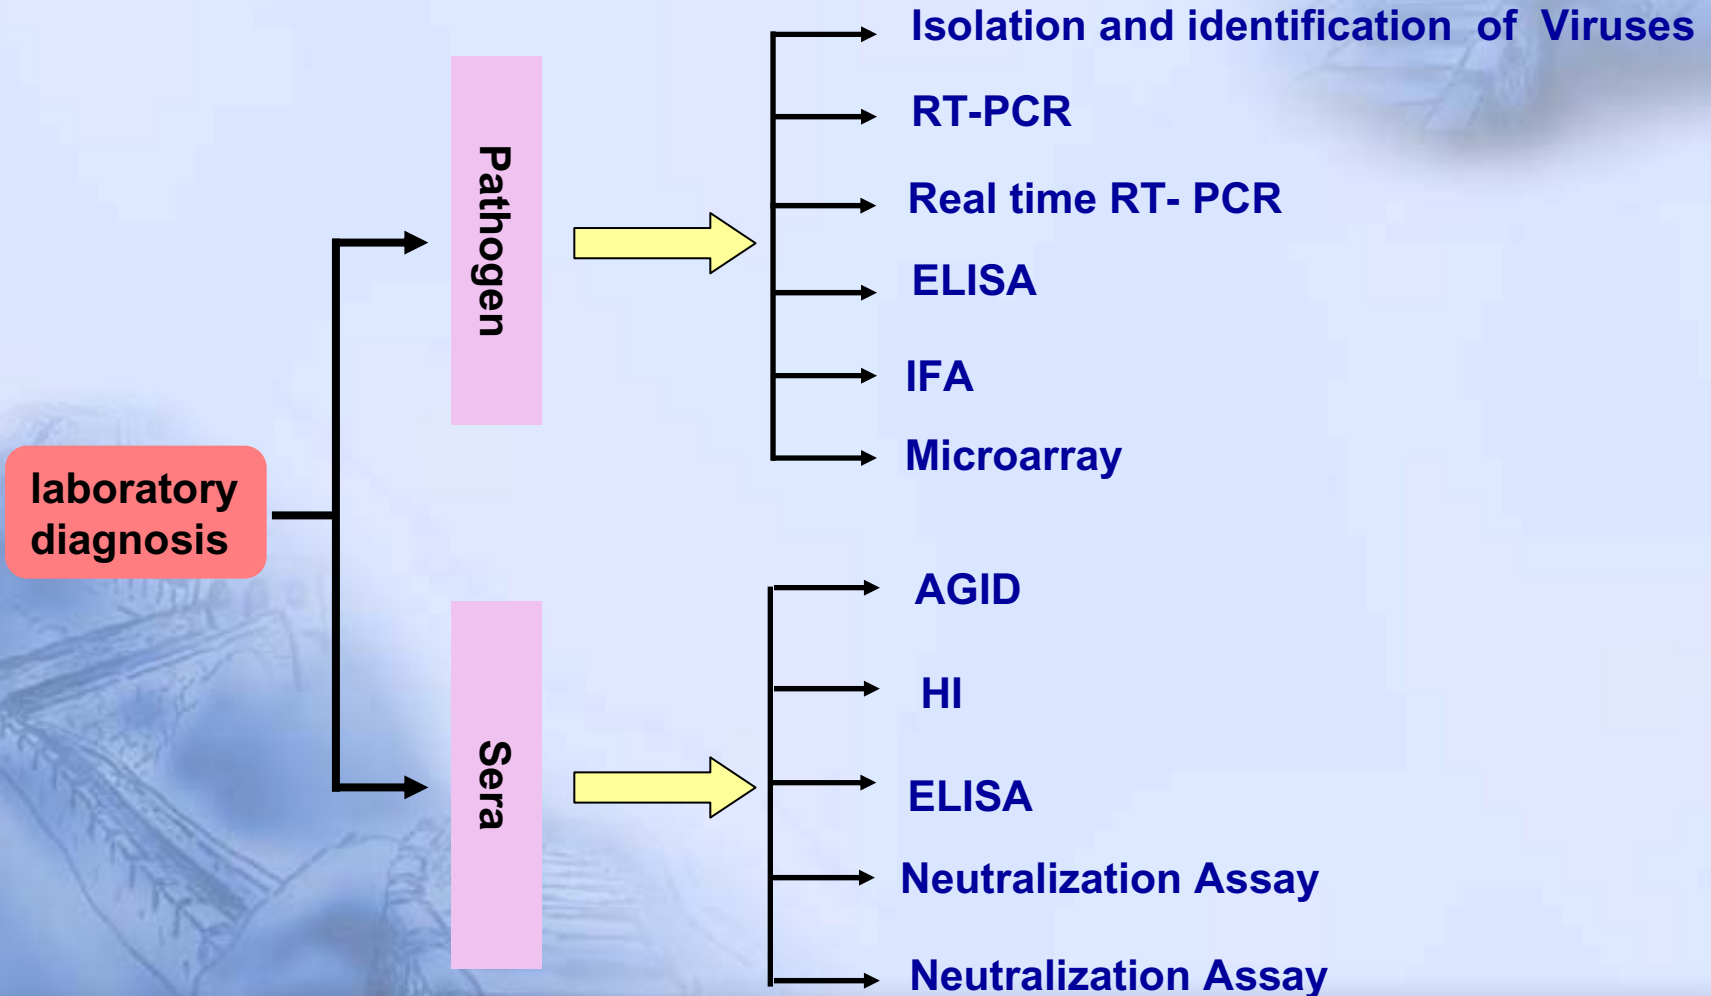 laboratory
diagnosis
Pathogen
Isolation and identification of Viruses
RT-PCR
Real time RT- PCR
ELISA
IFA
Microarray
Sera
AGID
HI
ELISA
Neutralization Assay
Neutralization Assay